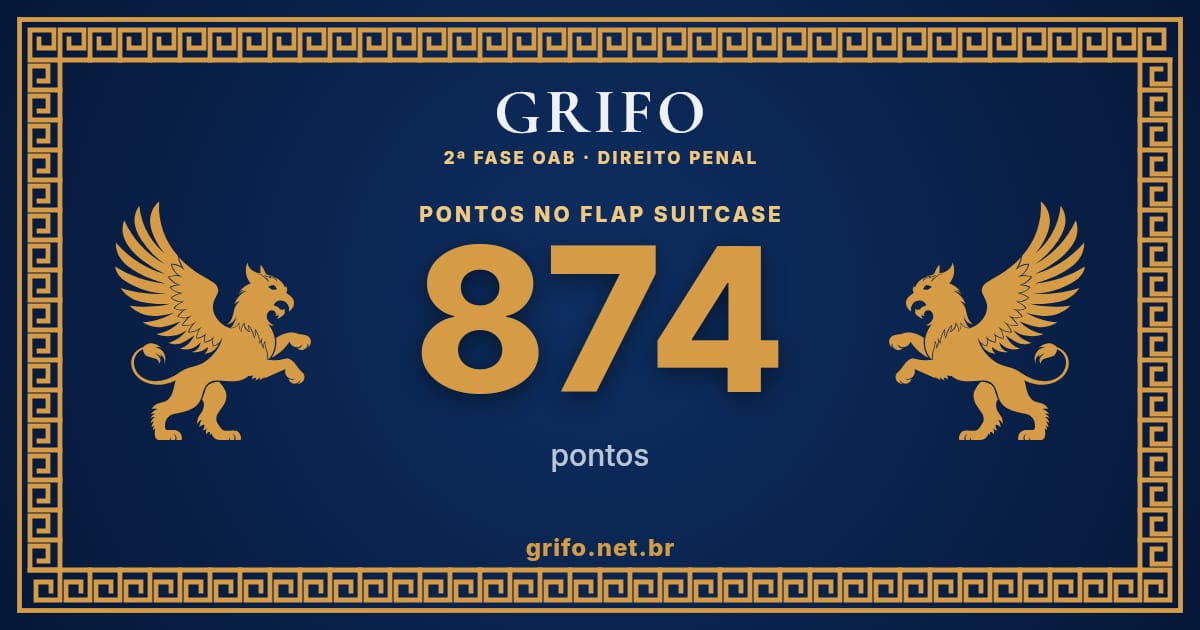 GRIFO
2ª FASE OAB · DIREITO PENAL
PONTOS NO FLAP SUITCASE
874
pontos
grifo.net.br